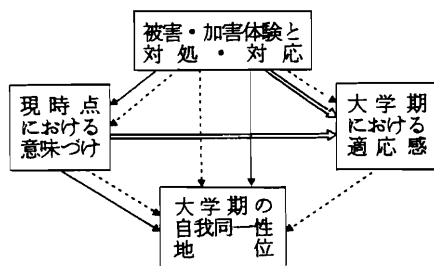 被害・加害体験と
対処・対応
現時点
における
意味づけ
大学期
における
適応感
大学期の
自我同一性
地位